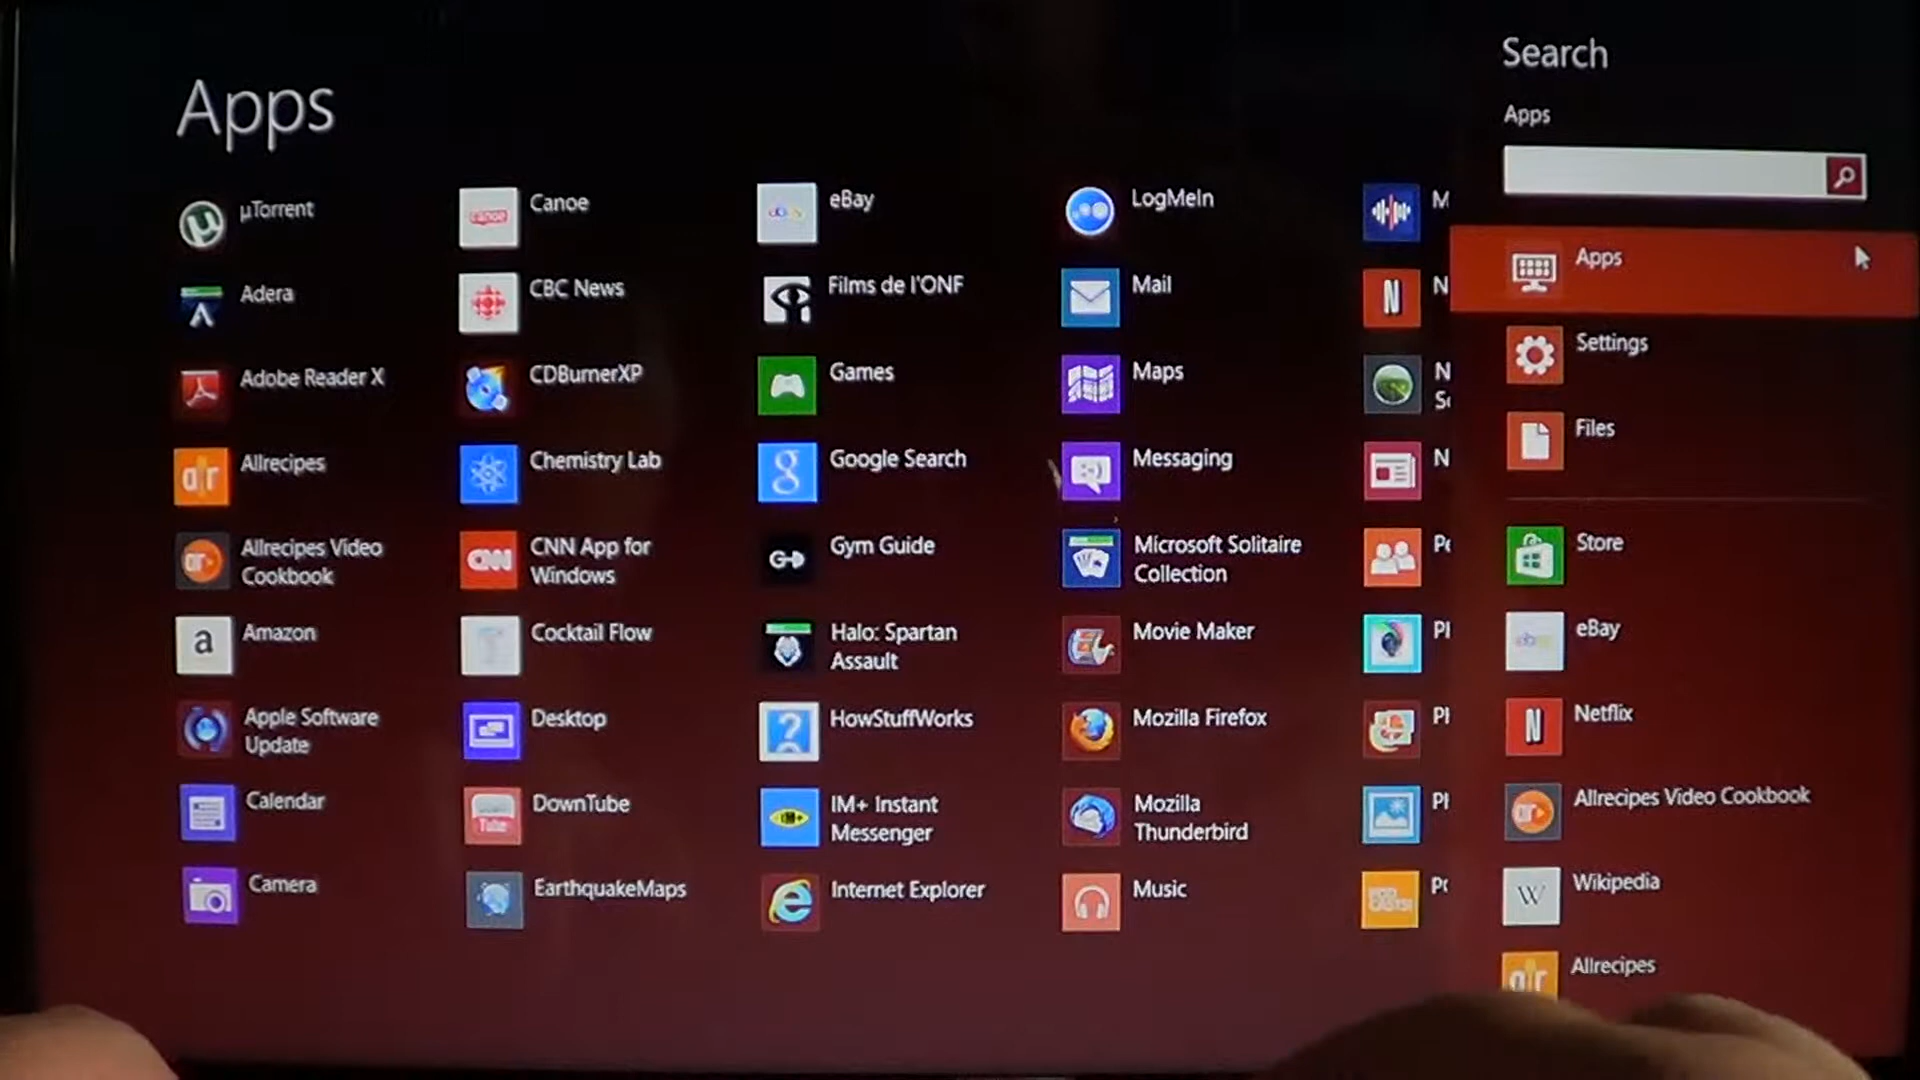 Apps
µTorrent
Adera
Adobe Reader X
Allrecipes
Allrecipes Video
Cookbook
Amazon
Apple Software
Update
Calendar
Camera
Canoe
CBC News
CDBurnerXP
Chemistry Lab
CNN App for
Windows
Cocktail Flow
Desktop
DownTube
EarthquakeMaps
eBay
Films de l'ONF
Games
Google Search
Gym Guide
Halo: Spartan
Assault
HowStuffWorks
IM+ Instant
Messenger
Internet Explorer
LogMeIn
Mail
Maps
Messaging
Microsoft Solitaire
Collection
Movie Maker
Mozilla Firefox
Mozilla
Thunderbird
Music
M
N
N
N
Search
Apps
Apps
Settings
Files
Store
eBay
Netflix
Allrecipes Video Cookbook
Wikipedia
Allrecipes